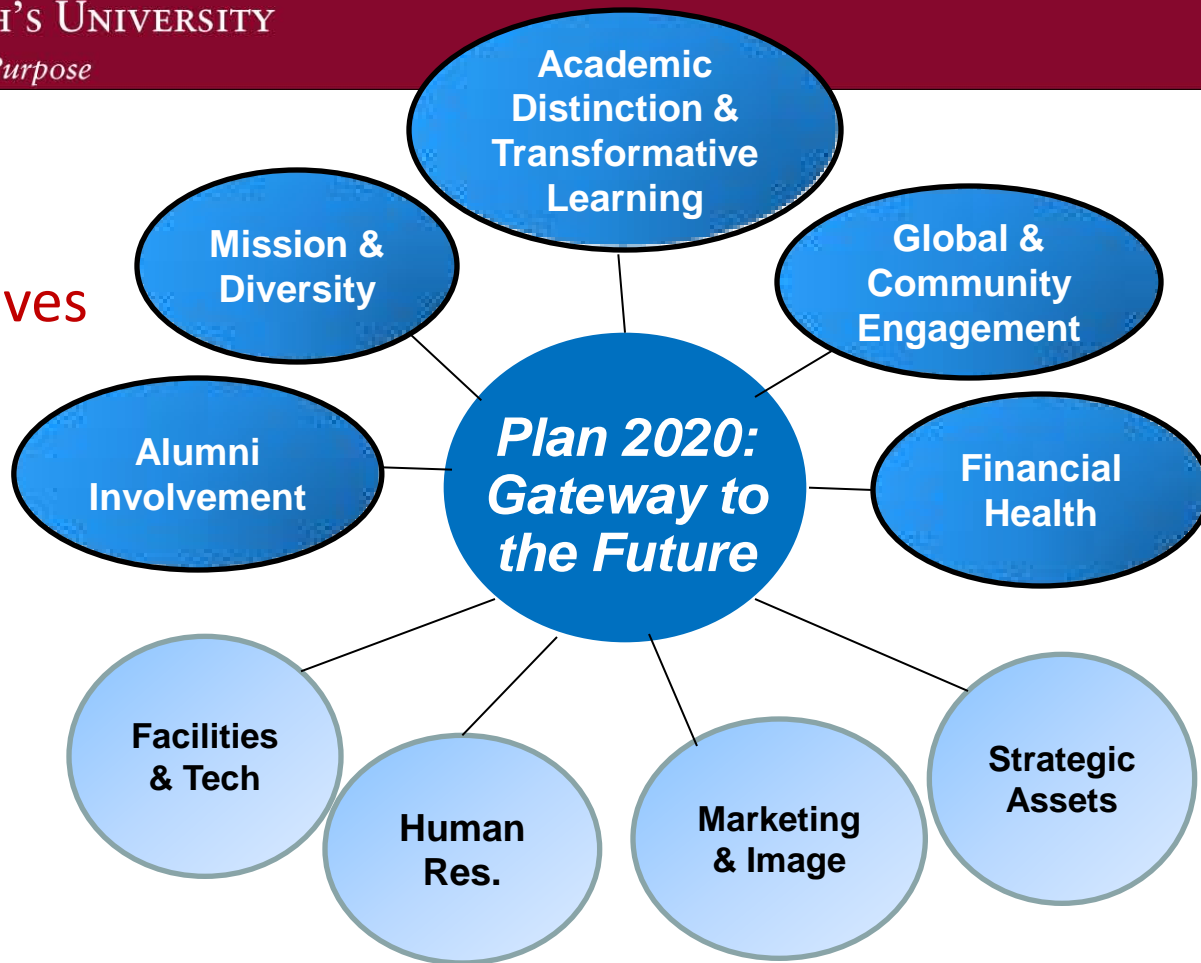 H'S UNIVERSITY
Purpose
Academic
Distinction &
Transformative
Learning
Mission &
Diversity
Global &
Community
Engagement
ves
Alumni
Involvement
Plan 2020:
Gateway to
the Future
Financial
Health
Facilities
& Tech
Human
Res.
Marketing
& Image
Strategic
Assets